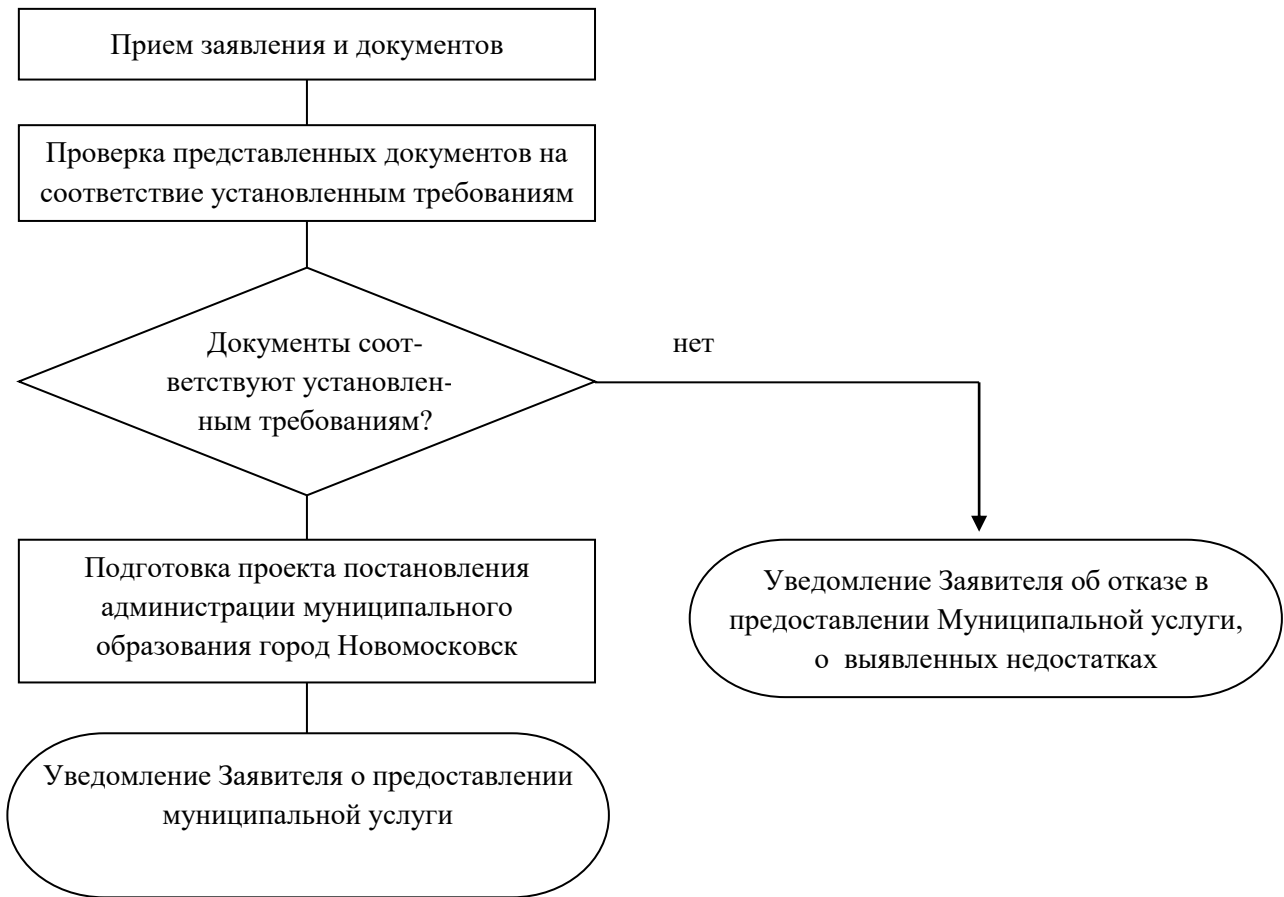 Прием заявления и документов
Проверка представленных документов на
соответствие установленным требованиям
Документы соот-
ветствуют установлен-
ным требованиям?
нет
Подготовка проекта постановления
администрации муниципального
образования город Новомосковск
Уведомление Заявителя об отказе в
предоставлении Муниципальной услуги,
о выявленных недостатках
Уведомление Заявителя о предоставлении
муниципальной услуги